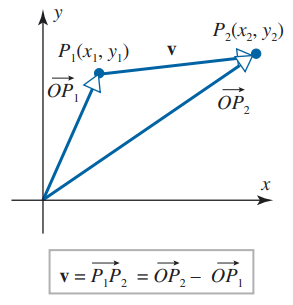 y
P₂(x₂, y₂)
P₁(x₁, y₁)
v
OP₁
OP₂
x
v = P₁P₂ = OP₂ − OP₁